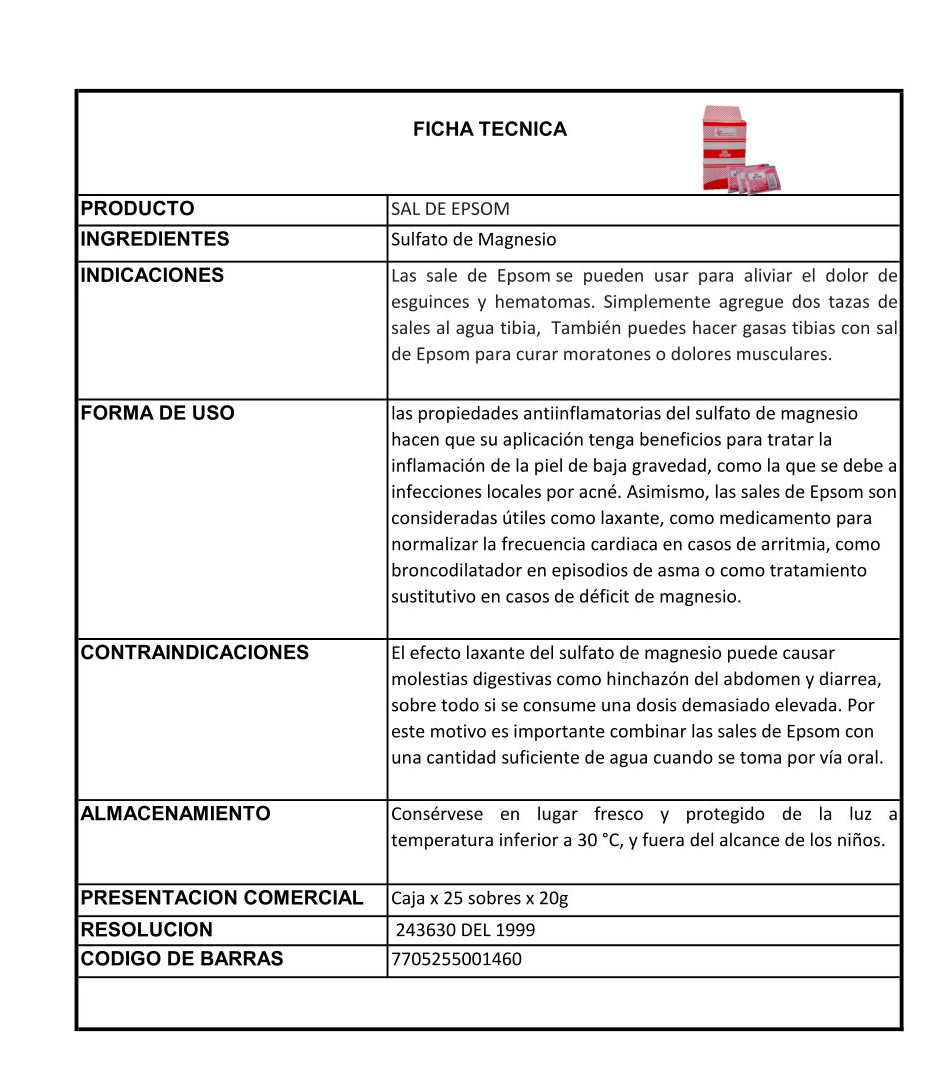 FICHA TECNICA
PRODUCTO
SAL DE EPSOM
INGREDIENTES
Sulfato de Magnesio
INDICACIONES
Las sale de Epsom se pueden usar para aliviar el dolor de
esguinces y hematomas. Simplemente agregue dos tazas de
sales al agua tibia, También puedes hacer gasas tibias con sal
de Epsom para curar moratones o dolores musculares.
FORMA DE USO
las propiedades antiinflamatorias del sulfato de magnesio
hacen que su aplicación tenga beneficios para tratar la
inflamación de la piel de baja gravedad, como la que se debe a
infecciones locales por acné. Asimismo, las sales de Epsom son
consideradas útiles como laxante, como medicamento para
normalizar la frecuencia cardiaca en casos de arritmia, como
broncodilatador en episodios de asma o como tratamiento
sustitutivo en casos de déficit de magnesio.
CONTRAINDICACIONES
El efecto laxante del sulfato de magnesio puede causar
molestias digestivas como hinchazón del abdomen y diarrea,
sobre todo si se consume una dosis demasiado elevada. Por
este motivo es importante combinar las sales de Epsom con
una cantidad suficiente de agua cuando se toma por vía oral.
ALMACENAMIENTO
Consérvese en lugar fresco y protegido de la luz a
temperatura inferior a 30 °C, y fuera del alcance de los niños.
PRESENTACION COMERCIAL
Caja x 25 sobres x 20g
RESOLUCION
243630 DEL 1999
CODIGO DE BARRAS
7705255001460